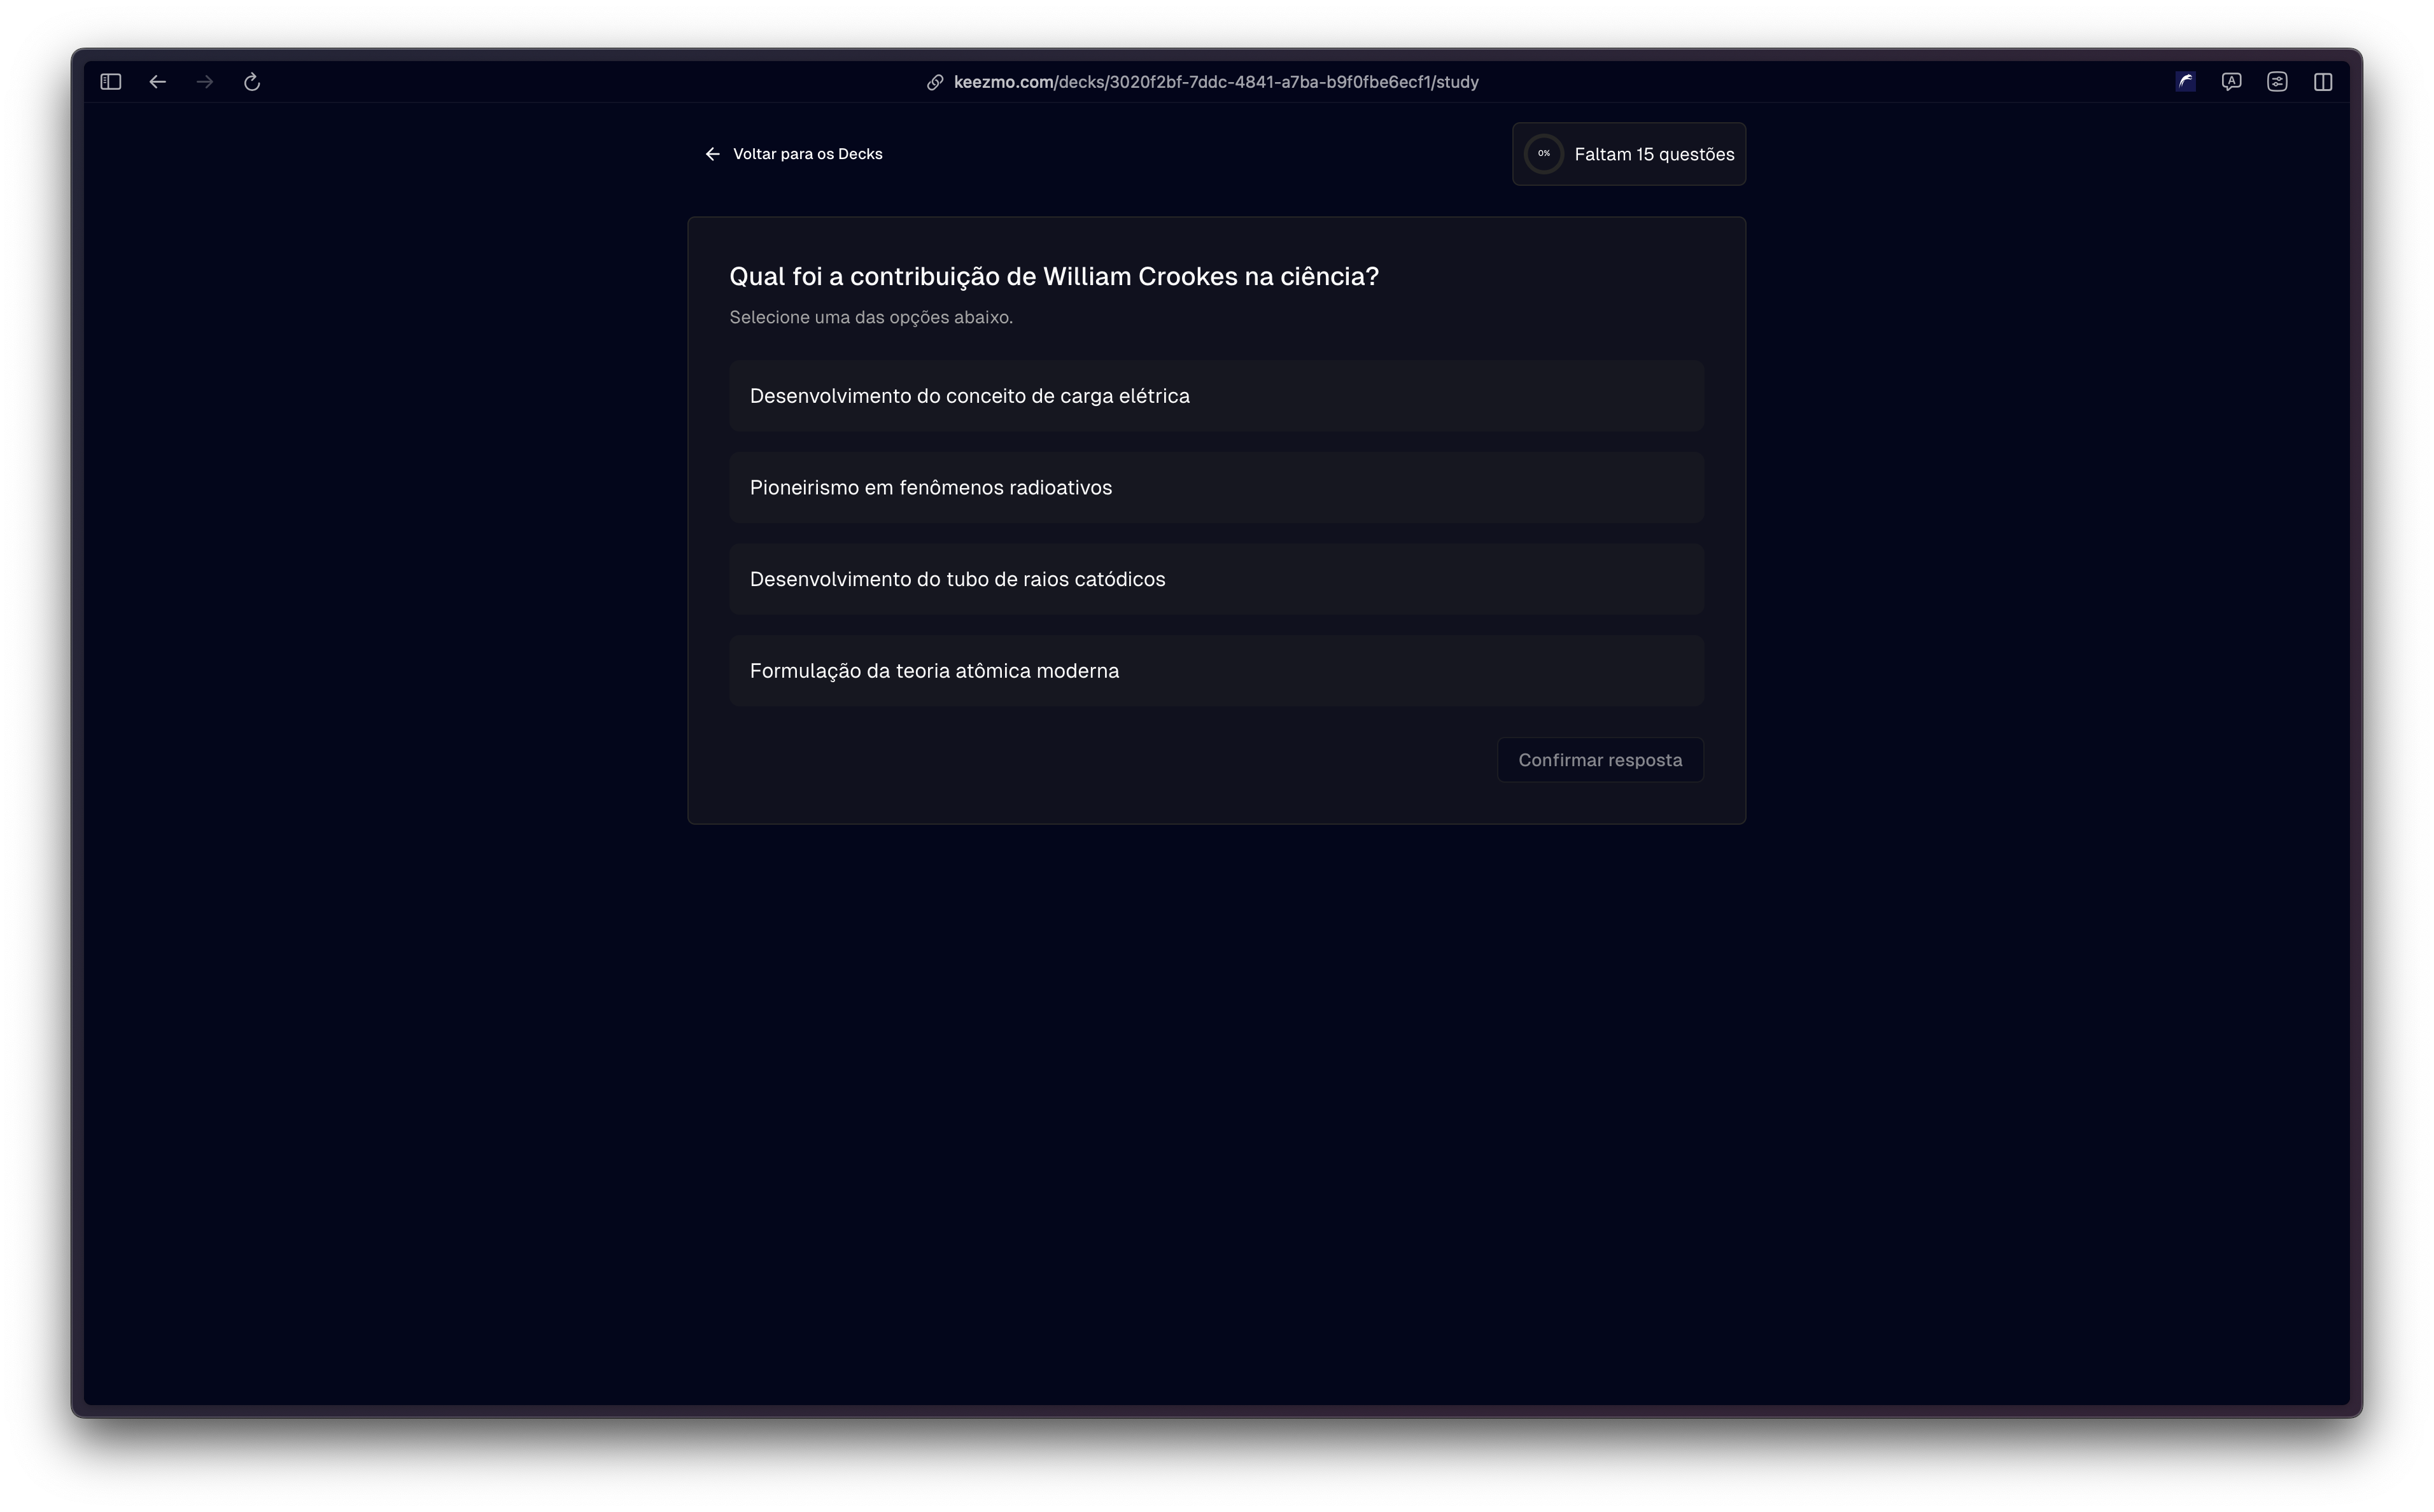 keezmo.com/decks/3020f2bf-7ddc-4841-a7ba-b9f0fbe6ecf1/study
A
Voltar para os Decks
0%
Faltam 15 questões
Qual foi a contribuição de William Crookes na ciência?
Selecione uma das opções abaixo.
Desenvolvimento do conceito de carga elétrica
Pioneirismo em fenômenos radioativos
Desenvolvimento do tubo de raios catódicos
Formulação da teoria atômica moderna
Confirmar resposta